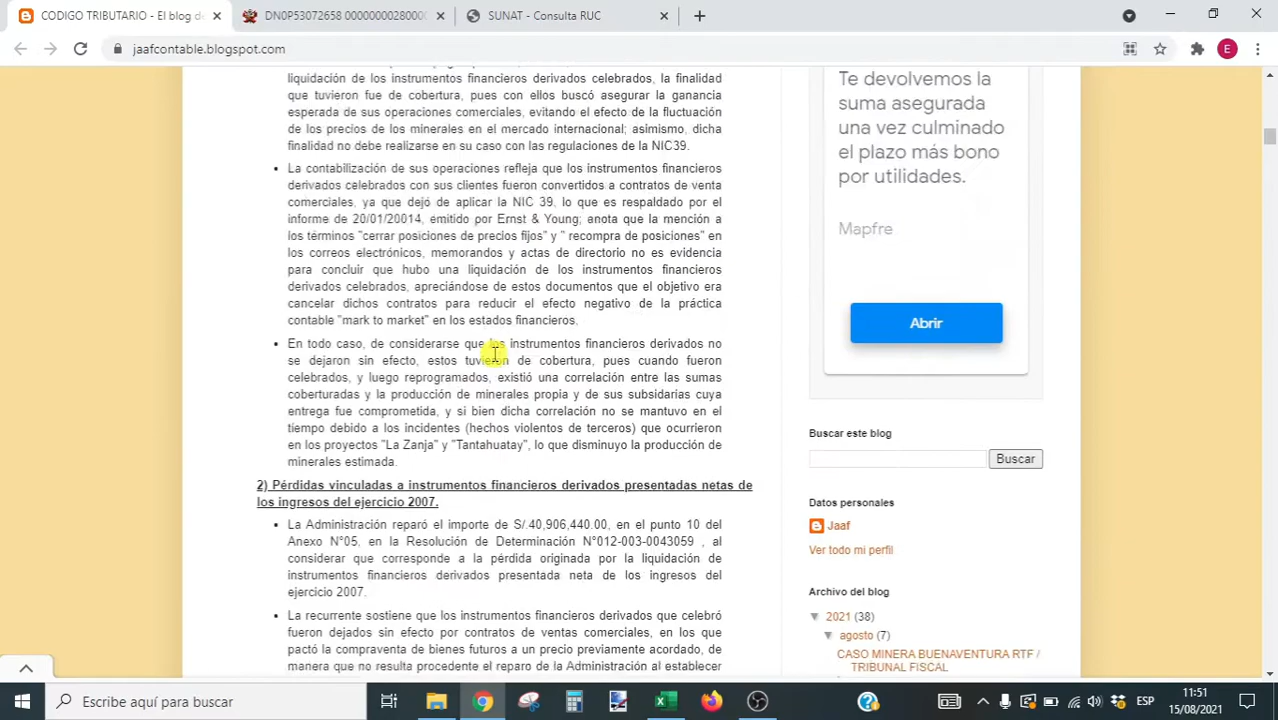 CODIGO TRIBUTARIO - El blog de
DN0P53072658 00000000280000
SUNAT - Consulta RUC
jaafcontable.blogspot.com
E
liquidación de los instrumentos financieros derivados celebrados, la finalidad
que tuvieron fue de cobertura, pues con ellos buscó asegurar la ganancia
esperada de sus operaciones comerciales, evitando el efecto de la fluctuación
de los precios de los minerales en el mercado internacional; asimismo, dicha
finalidad no debe realizarse en su caso con las regulaciones de la NIC39.
• La contabilización de sus operaciones refleja que los instrumentos financieros
derivados celebrados con sus clientes fueron convertidos a contratos de venta
comerciales, ya que dejó de aplicar la NIC 39, lo que es respaldado por el
informe de 20/01/20014, emitido por Ernst & Young; anota que la mención a
los términos "cerrar posiciones de precios fijos" y " recompra de posiciones" en
los correos electrónicos, memorandos y actas de directorio no es evidencia
para concluir que hubo una liquidación de los instrumentos financieros
derivados celebrados, apreciándose de estos documentos que el objetivo era
cancelar dichos contratos para reducir el efecto negativo de la práctica
contable "mark to market" en los estados financieros.
• En todo caso, de considerarse que los instrumentos financieros derivados no
se dejaron sin efecto, estos tuvieron de cobertura, pues cuando fueron
celebrados, y luego reprogramados, existió una correlación entre las sumas
coberturadas y la producción de minerales propia y de sus subsidarias cuya
entrega fue comprometida, y si bien dicha correlación no se mantuvo en el
tiempo debido a los incidentes (hechos violentos de terceros) que ocurrieron
en los proyectos "La Zanja" y "Tantahuatay", lo que disminuyo la producción de
minerales estimada.
2) Pérdidas vinculadas a instrumentos financieros derivados presentadas netas de
los ingresos del ejercicio 2007.
• La Administración reparó el importe de S/.40,906,440.00, en el punto 10 del
Anexo N°05, en la Resolución de Determinación N°012-003-0043059 , al
considerar que corresponde a la pérdida originada por la liquidación de
instrumentos financieros derivados presentada neta de los ingresos del
ejercicio 2007.
• La recurrente sostiene que los instrumentos financieros derivados que celebró
fueron dejados sin efecto por contratos de ventas comerciales, en los que
pactó la compraventa de bienes futuros a un precio previamente acordado, de
manera que no resulta procedente el reparo de la Administración al establecer
Te devolvemos la
suma asegurada
una vez culminado
el plazo más bono
por utilidades.
Mapfre
Abrir
Buscar este blog
Buscar
Datos personales
Jaaf
Ver todo mi perfil
Archivo del blog
▼ 2021 (38)
▼ agosto (7)
CASO MINERA BUENAVENTURA RTF /
TRIBUNAL FISCAL
Escribe aquí para buscar
ESP
11:51
15/08/2021